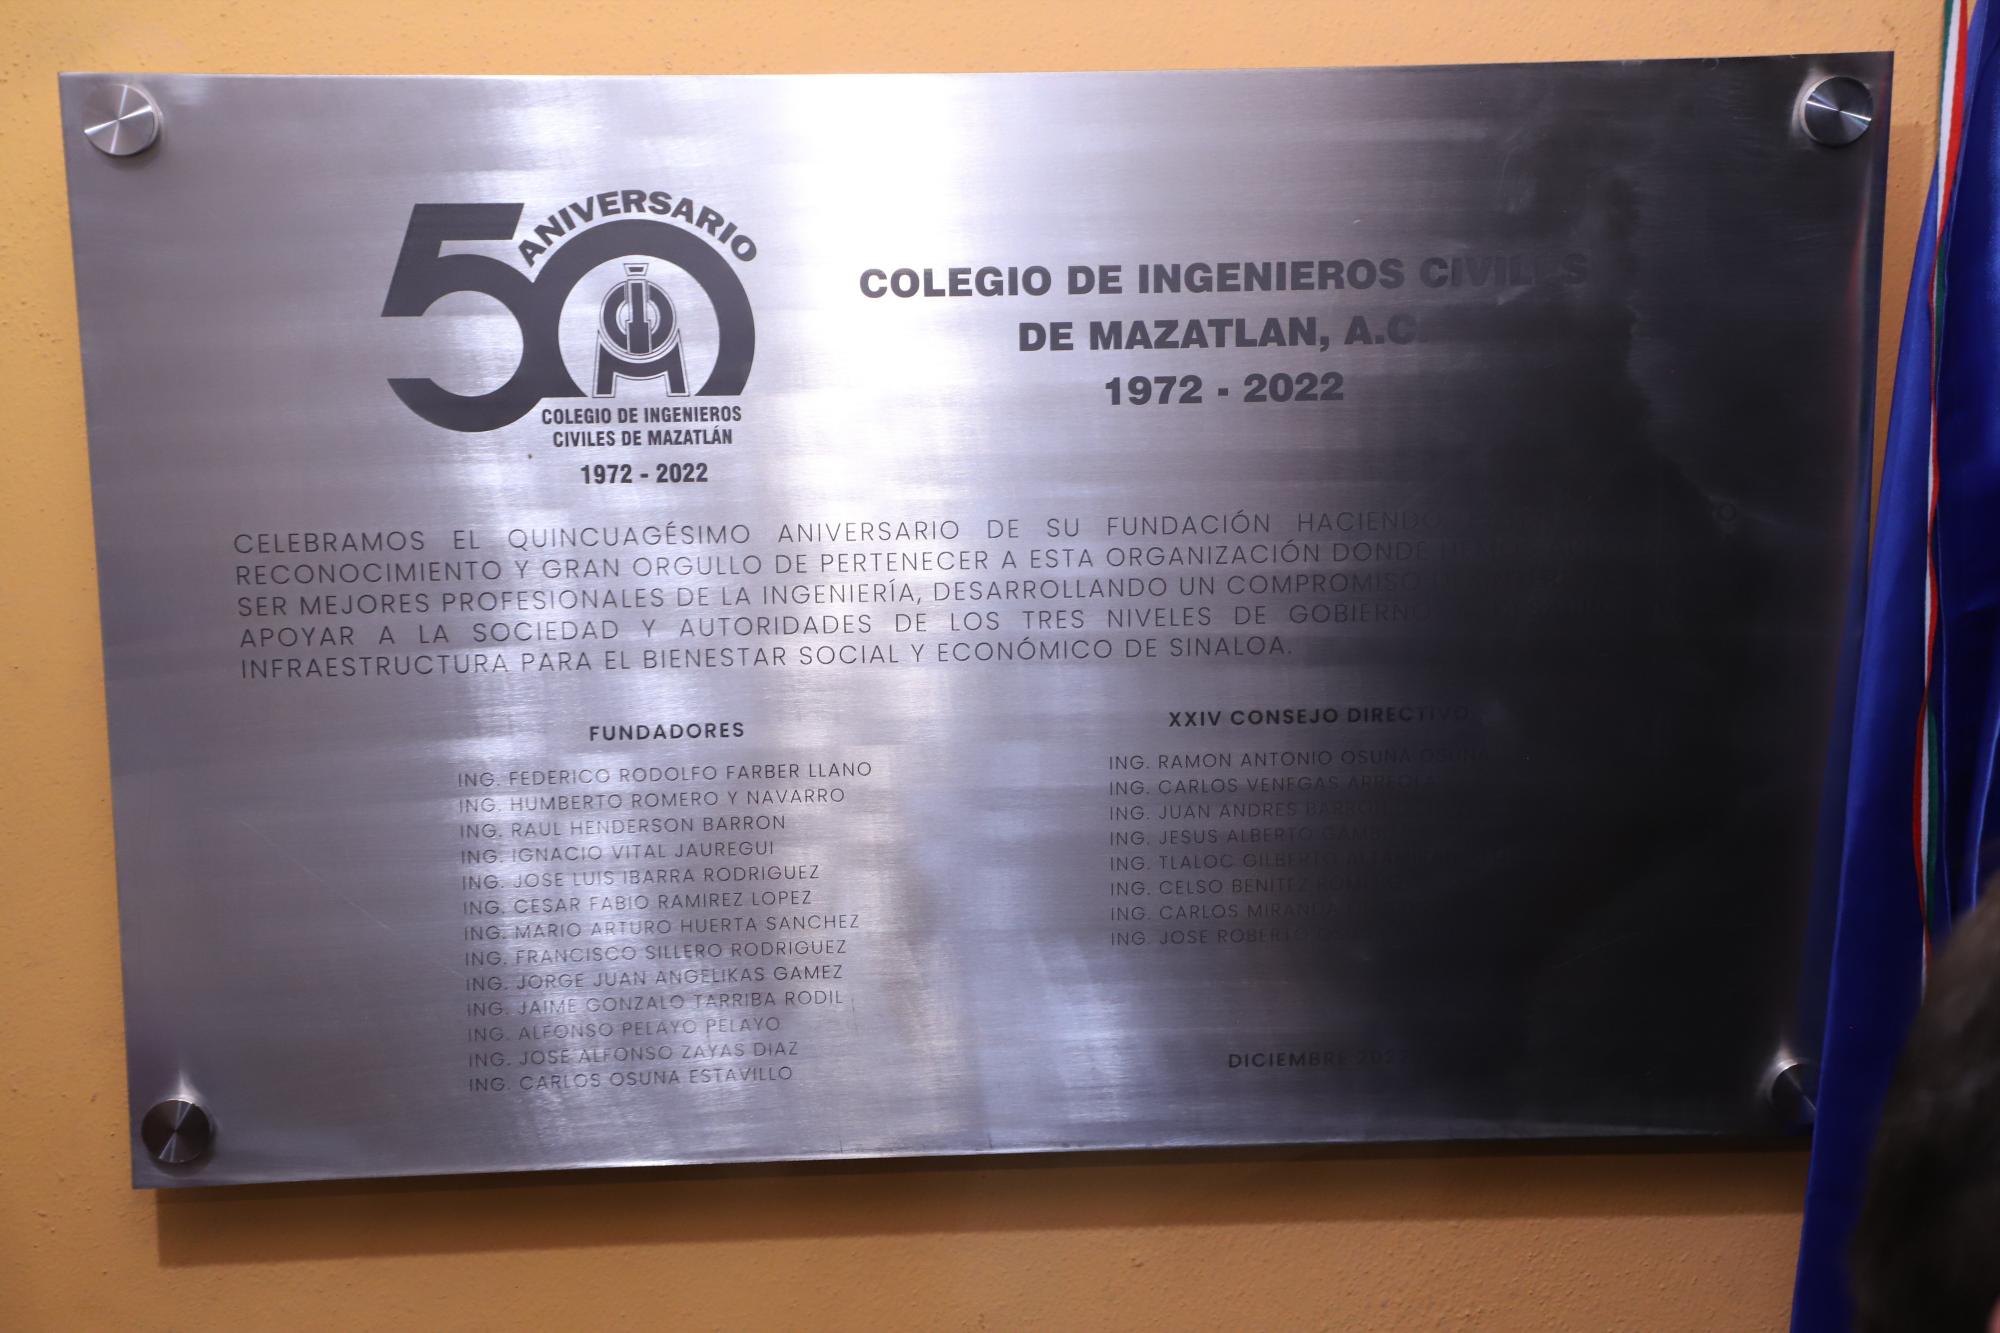 50 ANIVERSARIO
COLEGIO DE INGENIEROS
CIVILES DE MAZATLÁN
1972 - 2022
COLEGIO DE INGENIEROS CIVILES
DE MAZATLAN, A.C.
1972 - 2022
CELEBRAMOS EL QUINCUAGÉSIMO ANIVERSARIO DE SU FUNDACIÓN HACIENDO
RECONOCIMIENTO Y GRAN ORGULLO DE PERTENECER A ESTA ORGANIZACIÓN DONDE
SER MEJORES PROFESIONALES DE LA INGENIERÍA, DESARROLLANDO UN COMPROMISO
APOYAR A LA SOCIEDAD Y AUTORIDADES DE LOS TRES NIVELES DE GOBIERNO
INFRAESTRUCTURA PARA EL BIENESTAR SOCIAL Y ECONÓMICO DE SINALOA.
FUNDADORES
ING. FEDERICO RODOLFO FARBER LLANO
ING. HUMBERTO ROMERO Y NAVARRO
ING. RAUL HENDERSON BARRON
ING. IGNACIO VITAL JAUREGUI
ING. JOSE LUIS IBARRA RODRIGUEZ
ING. CESAR FABIO RAMIREZ LOPEZ
ING. MARIO ARTURO HUERTA SANCHEZ
ING. FRANCISCO SILLERO RODRIGUEZ
ING. JORGE JUAN ANGELIKAS GAMEZ
ING. JAIME GONZALO TARRIBA RODIL
ING. ALFONSO PELAYO PELAYO
ING. JOSE ALFONSO ZAYAS DIAZ
ING. CARLOS OSUNA ESTAVILLO
XXIV CONSEJO DIRECTIVO
ING. RAMON ANTONIO OSUNA OSUNA
ING. CARLOS VENEGAS ARREOLA
ING. JUAN ANDRES BARRON
ING. JESUS ALBERTO
ING. TLALOC GILBERTO
ING. CELSO BENITEZ
ING. CARLOS MIRANDA
ING. JOSE ROBERTO
DICIEMBRE 2022